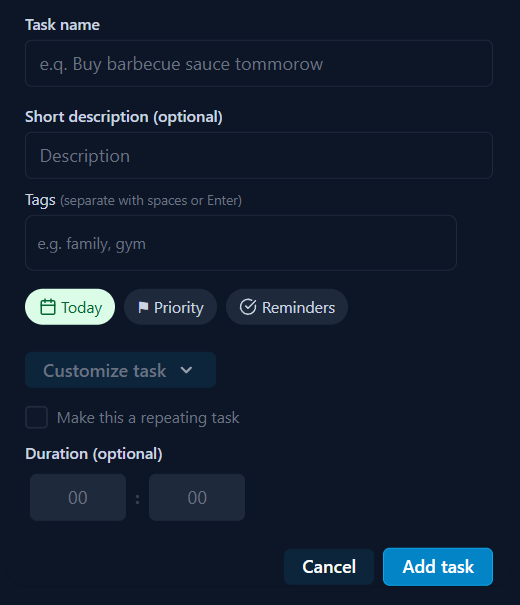 Task name
e.q. Buy barbecue sauce tommorow
Short description (optional)
Description
Tags (separate with spaces or Enter)
e.g. family, gym
Today Priority Reminders
Customize task
Make this a repeating task
Duration (optional)
00 : 00
Cancel Add task